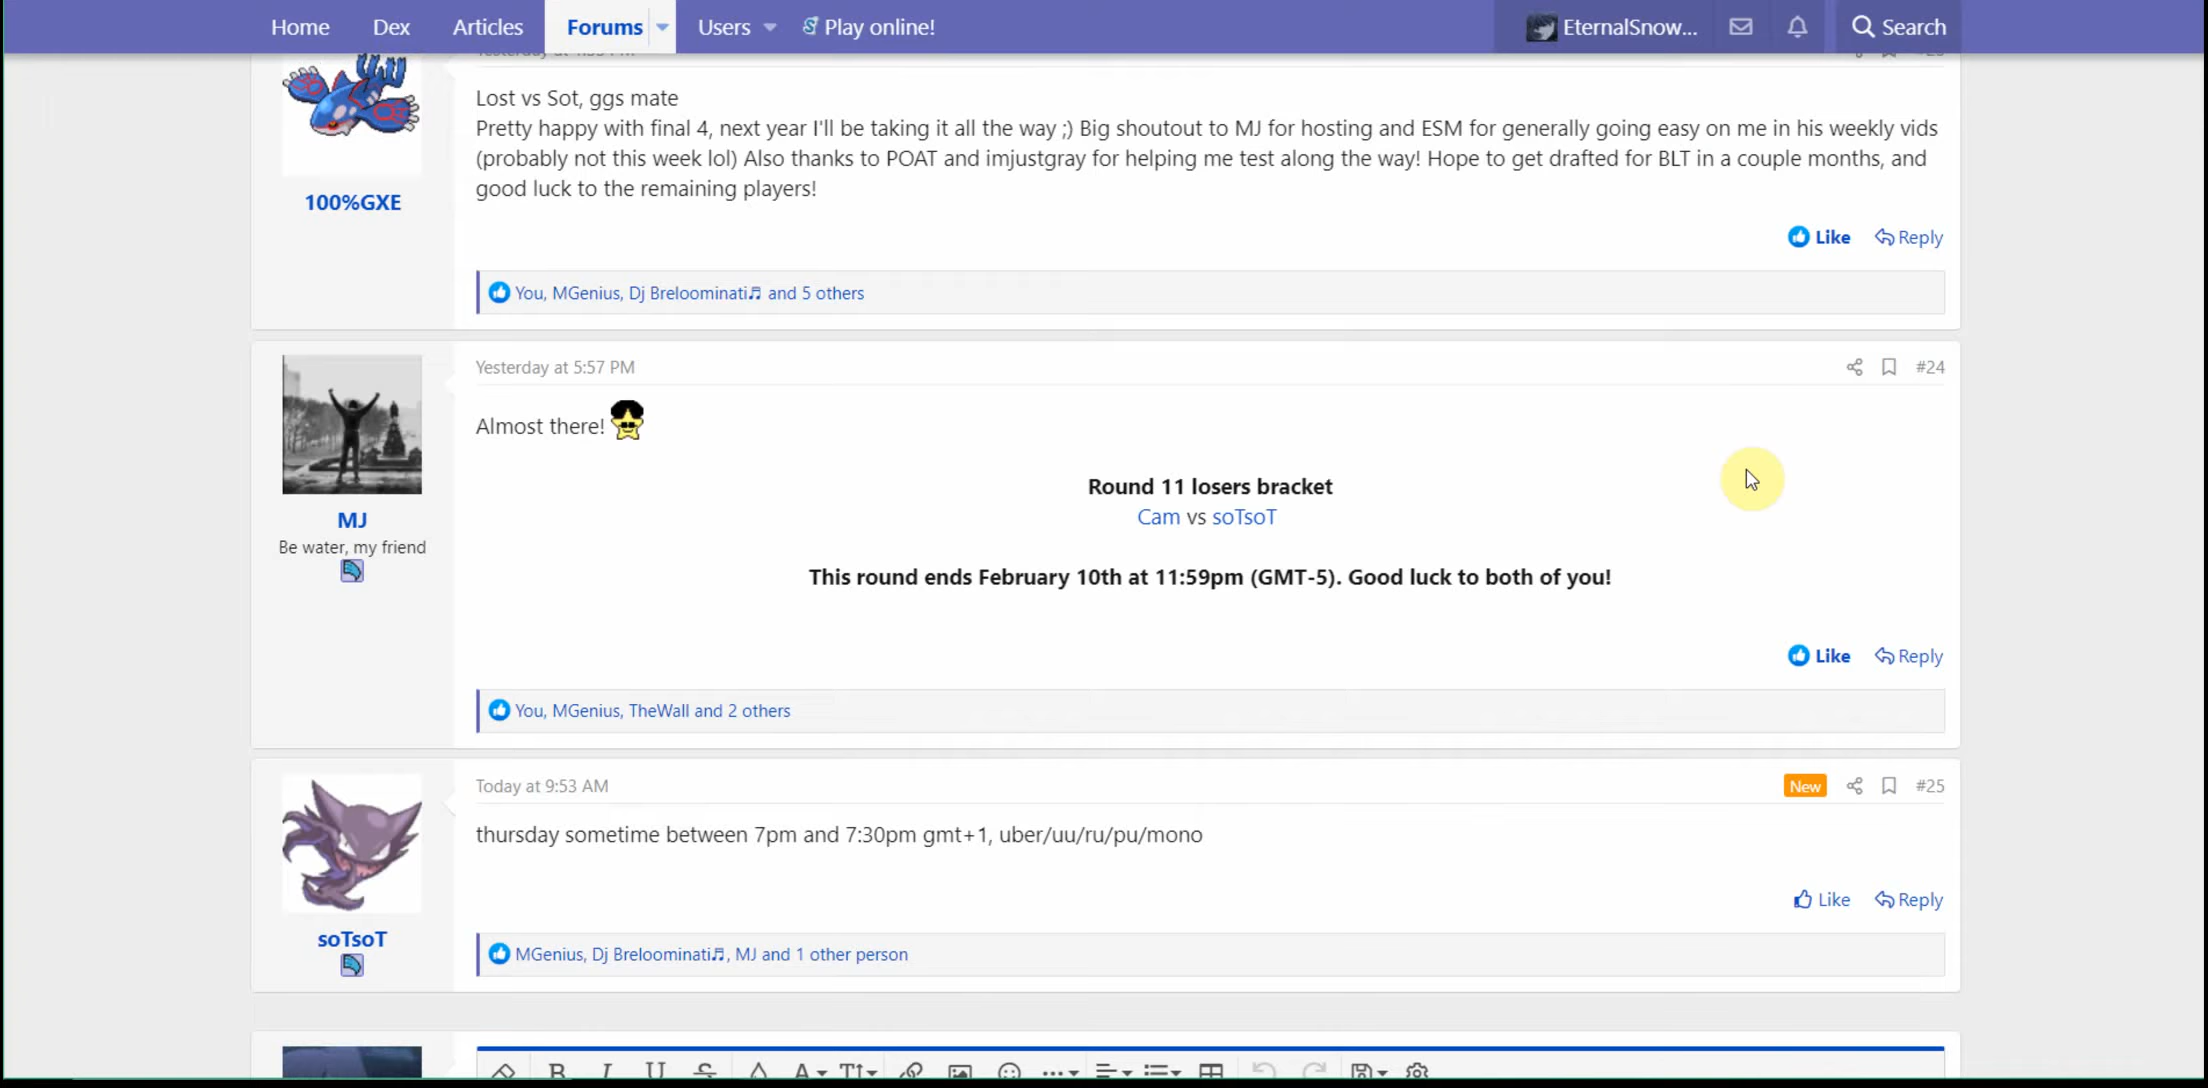 Home Dex Articles Forums Users Play online! EternalSnow... Search
Lost vs Sot, ggs mate
Pretty happy with final 4, next year I'll be taking it all the way ;) Big shoutout to MJ for hosting and ESM for generally going easy on me in his weekly vids
(probably not this week lol) Also thanks to POAT and imjustgray for helping me test along the way! Hope to get drafted for BLT in a couple months, and
good luck to the remaining players!
100%GXE
Like Reply
You, MGenius, Dj Breloominati♬ and 5 others
Yesterday at 5:57 PM #24
Almost there!
Round 11 losers bracket
Cam vs soTsoT
This round ends February 10th at 11:59pm (GMT-5). Good luck to both of you!
MJ
Be water, my friend
Like Reply
You, MGenius, TheWall and 2 others
Today at 9:53 AM New #25
thursday sometime between 7pm and 7:30pm gmt+1, uber/uu/ru/pu/mono
Like Reply
soTsoT
MGenius, Dj Breloominati♬, MJ and 1 other person